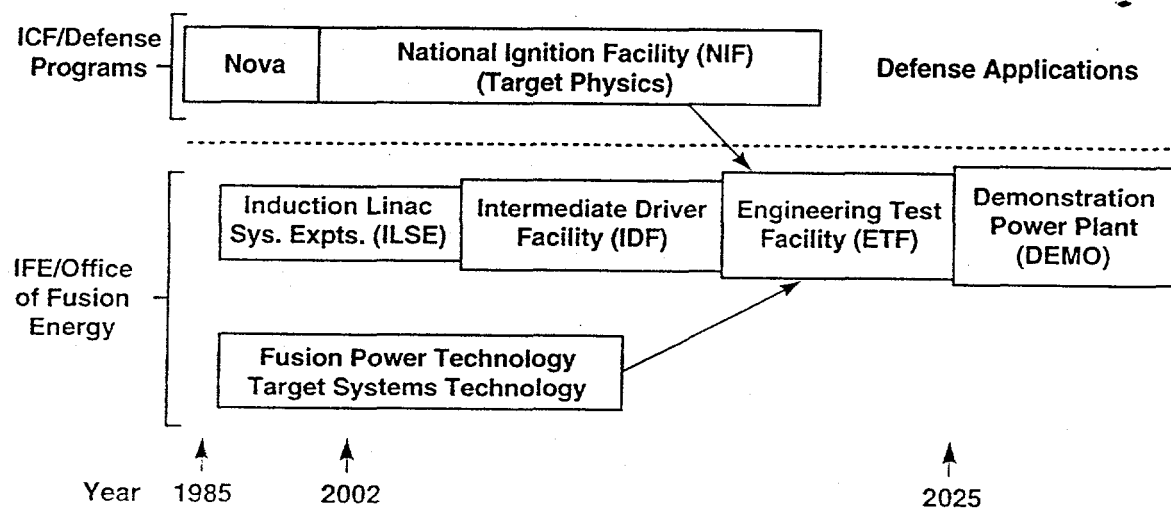 ICF/Defense
Programs
Nova
National Ignition Facility (NIF)
(Target Physics)
Defense Applications
IFE/Office
of Fusion
Energy
Induction Linac
Sys. Expts. (ILSE)
Intermediate Driver
Facility (IDF)
Engineering Test
Facility (ETF)
Demonstration
Power Plant
(DEMO)
Fusion Power Technology
Target Systems Technology
Year 1985 2002 2025